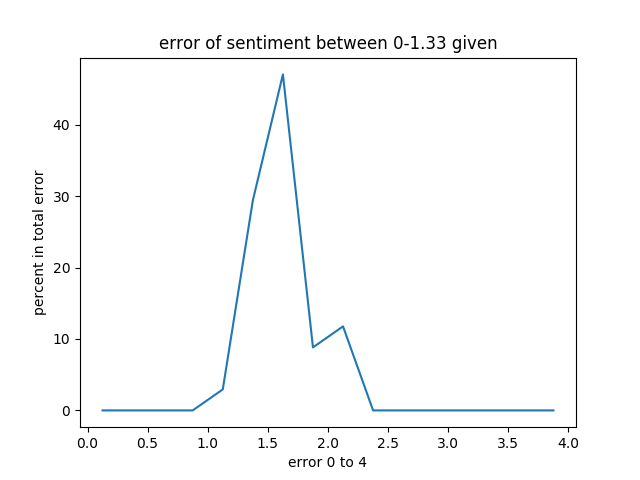 error of sentiment between 0-1.33 given
percent in total error
40
30
20
10
0
0.0 0.5 1.0 1.5 2.0 2.5 3.0 3.5 4.0
error 0 to 4